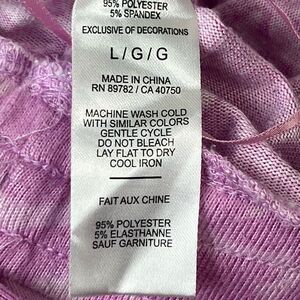 95% POLYESTER
5% SPANDEX
EXCLUSIVE OF DECORATIONS
L/G/G
MADE IN CHINA
RN 89782 / CA 40750
MACHINE WASH COLD
WITH SIMILAR COLORS
GENTLE CYCLE
DO NOT BLEACH
LAY FLAT TO DRY
COOL IRON
FAIT AUX CHINE
95% POLYESTER
5% ELASTHANNE
SAUF GARNITURE